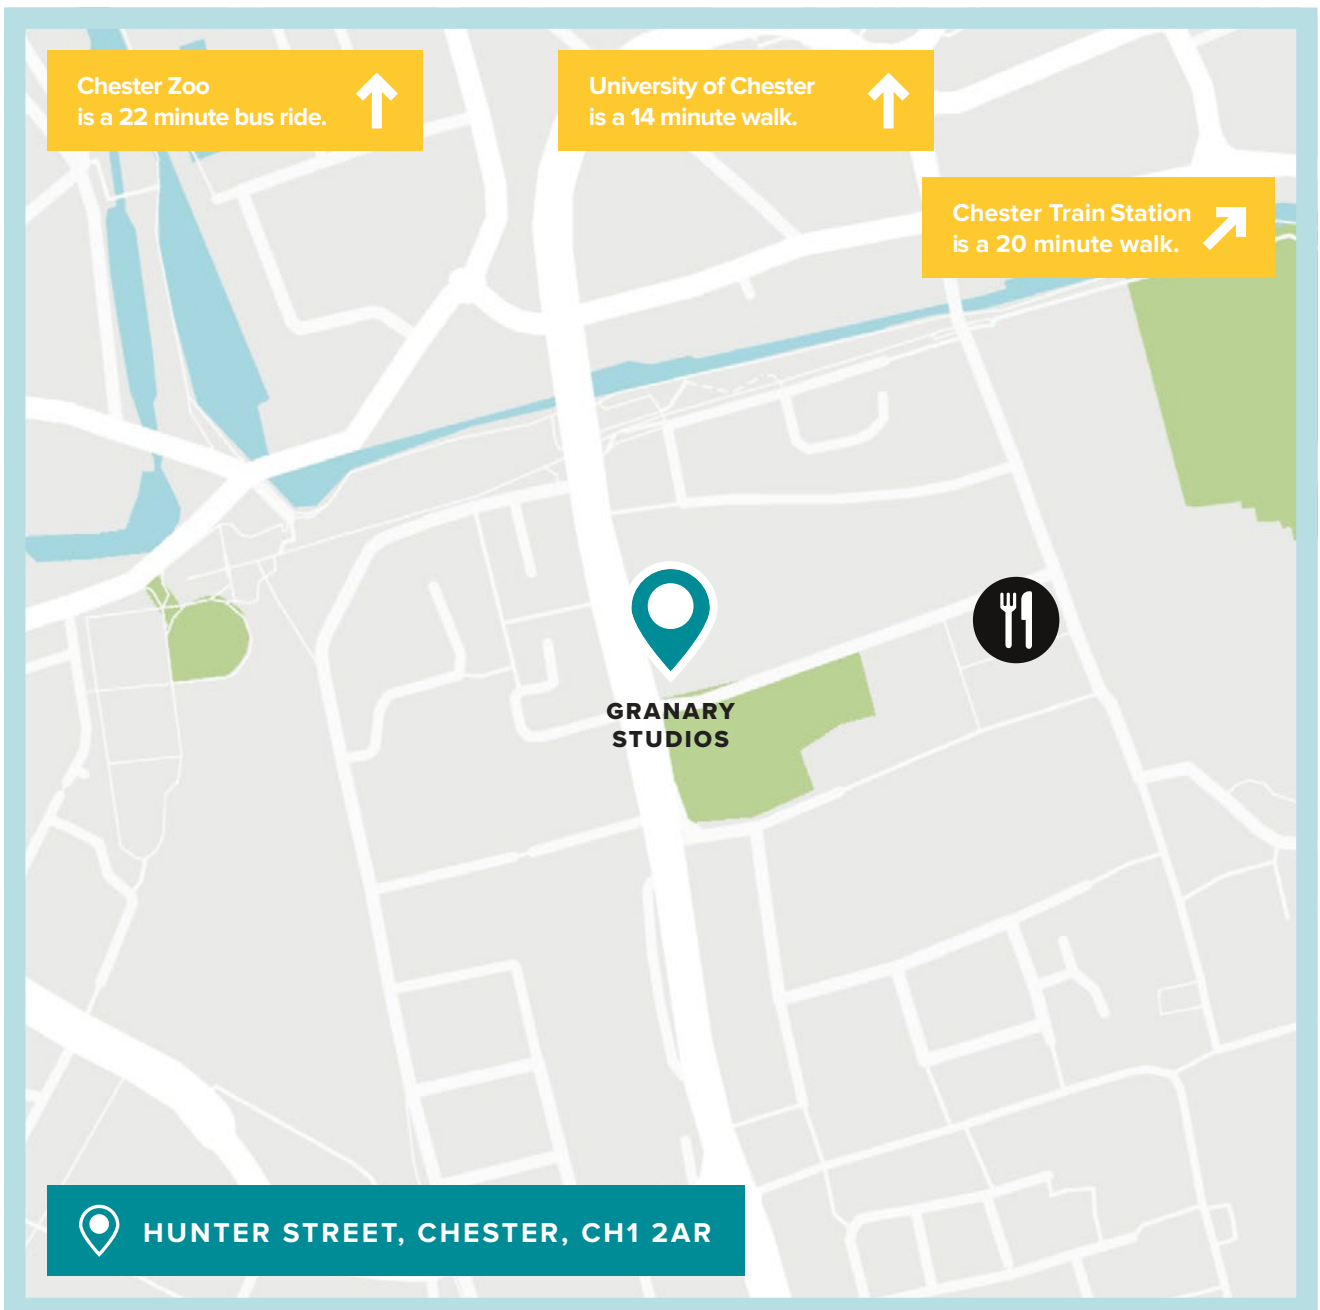 Chester Zoo
is a 22 minute bus ride.
University of Chester
is a 14 minute walk.
Chester Train Station
is a 20 minute walk.
GRANARY
STUDIOS
HUNTER STREET, CHESTER, CH1 2AR